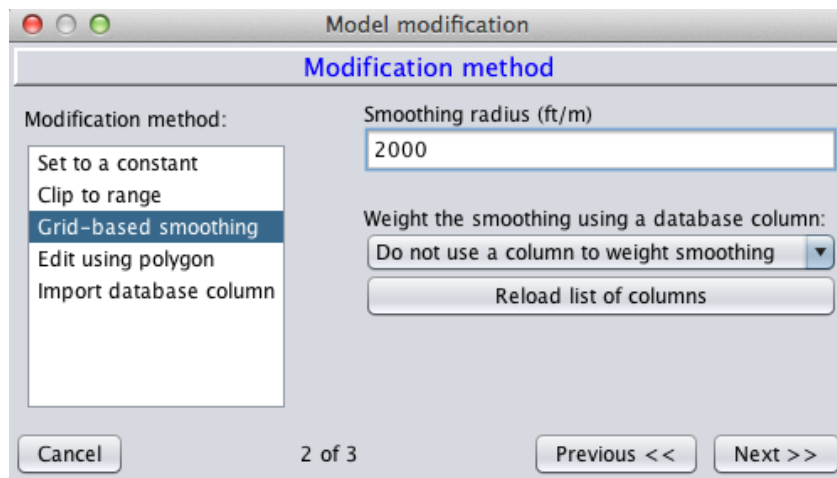 Model modification
Modification method
Modification method:
Set to a constant
Clip to range
Grid-based smoothing
Edit using polygon
Import database column
Smoothing radius (ft/m)
2000
Weight the smoothing using a database column:
Do not use a column to weight smoothing
Reload list of columns
Cancel
2 of 3
Previous <<
Next >>